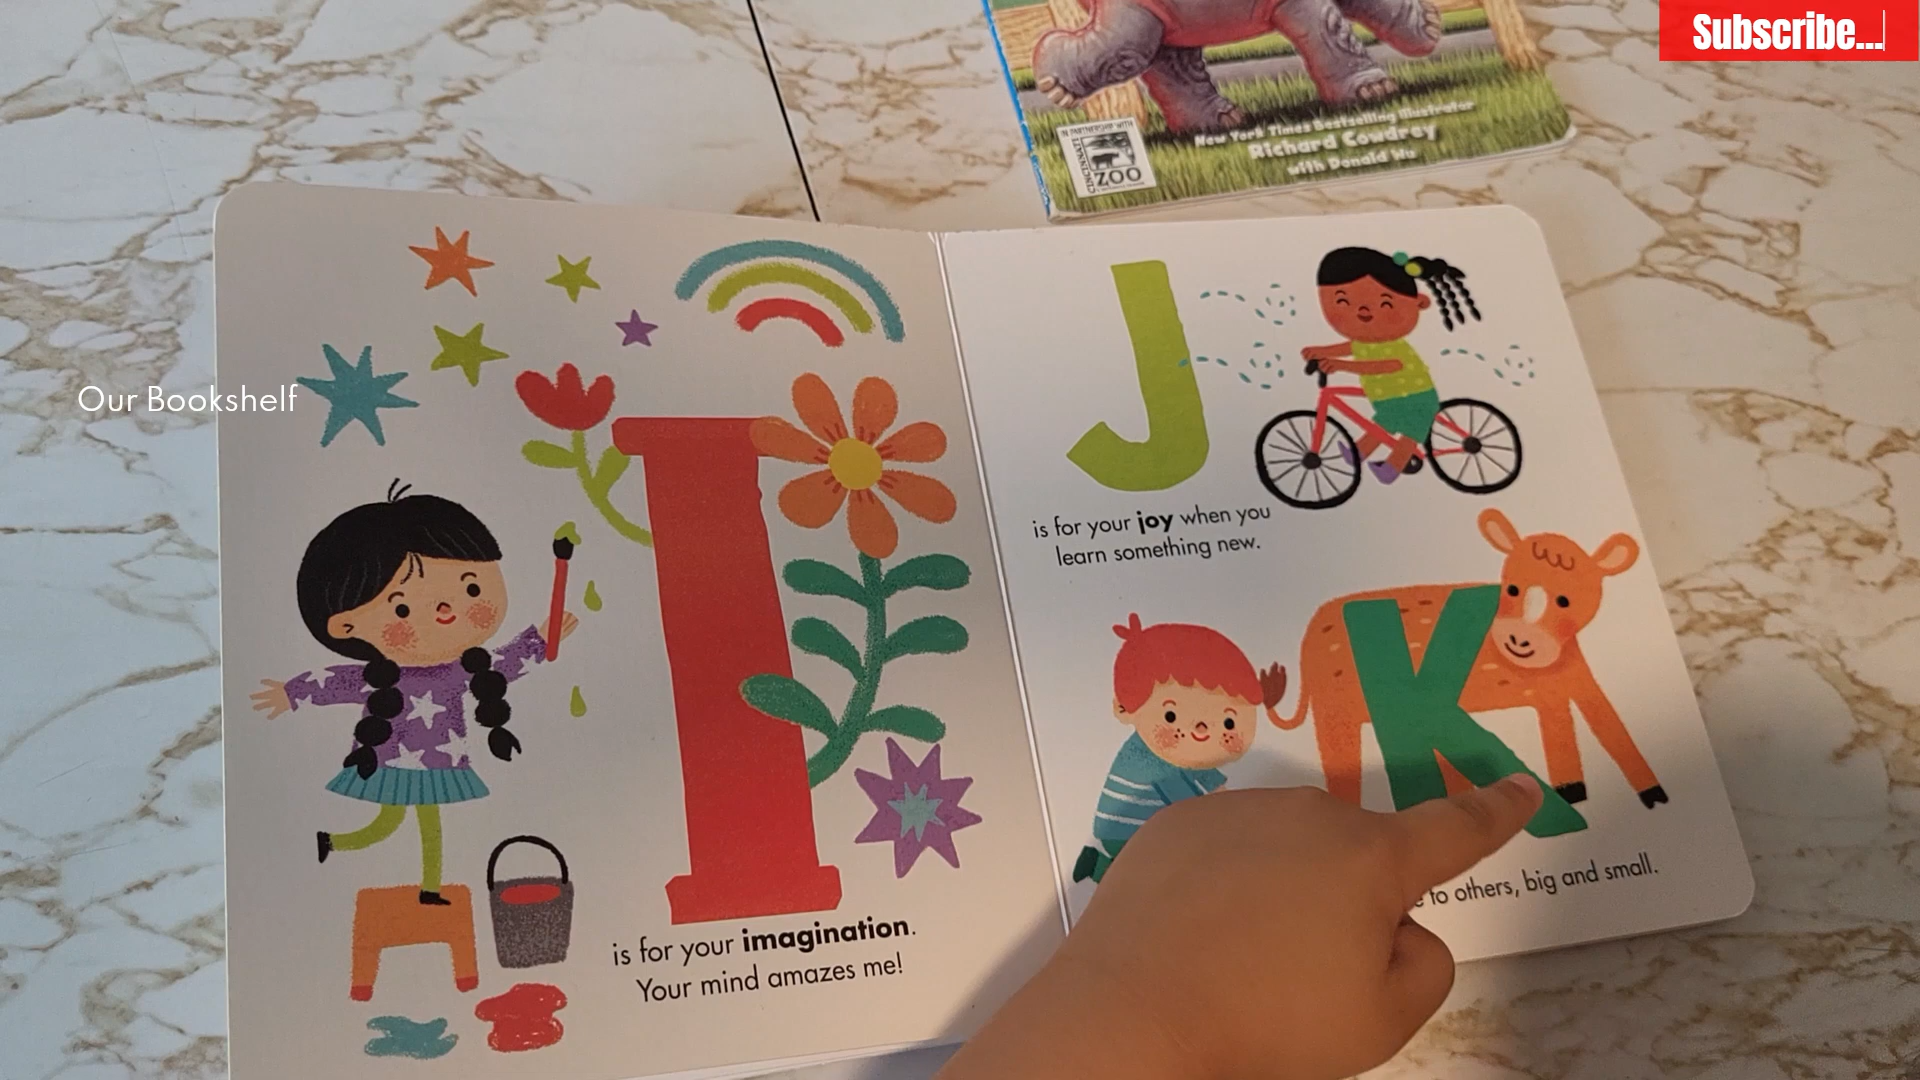 Subscribe...
IN PARTNERSHIP WITH
CINCINNATI
ZOO
New York Times Bestselling Illustrator
Richard Cowdrey
with Donald Wu
Our Bookshelf
I
is for your imagination.
Your mind amazes me!
J
is for your joy when you
learn something new.
K
to others, big and small.